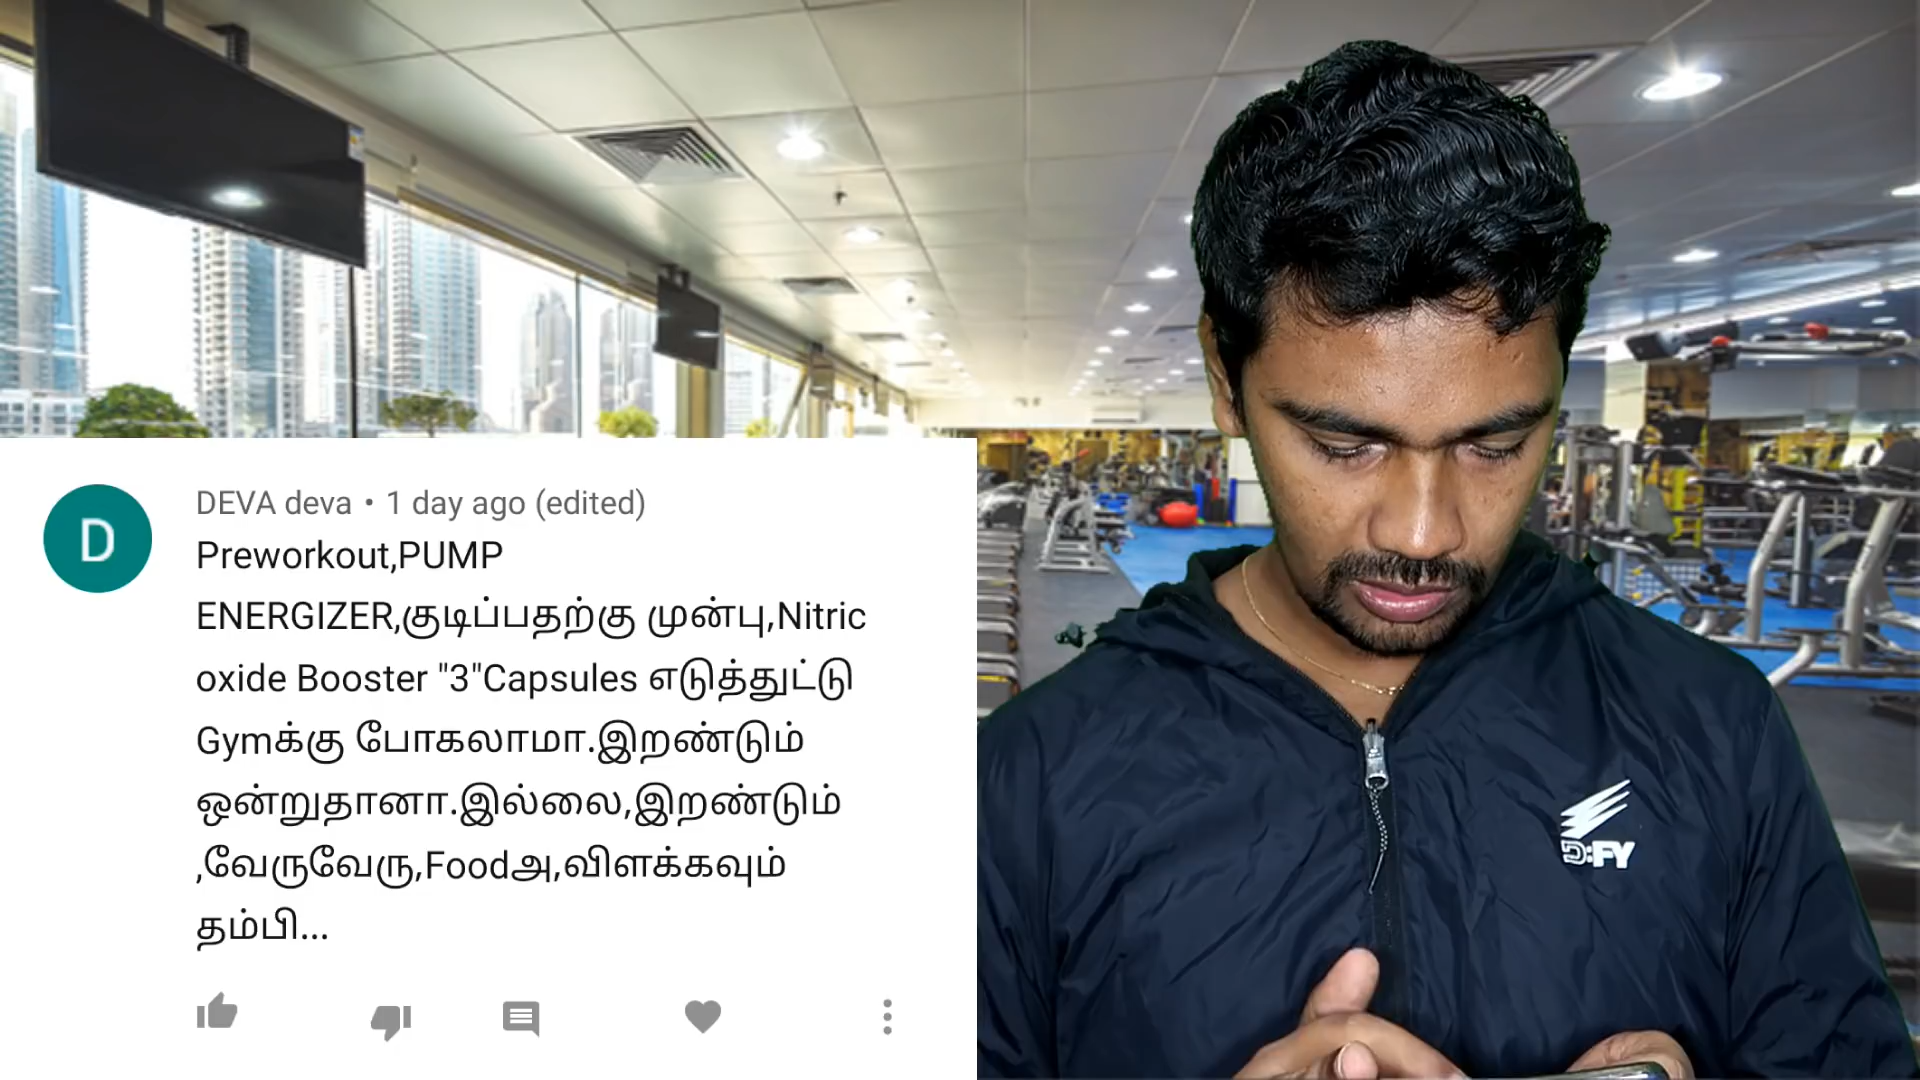 D
DEVA deva • 1 day ago (edited)
Preworkout,PUMP
ENERGIZER,குடிப்பதற்கு முன்பு,Nitric
oxide Booster "3"Capsules எடுத்துட்டு
Gymக்கு போகலாமா.இறண்டும்
ஒன்றுதானா.இல்லை,இறண்டும்
,வேருவேரு,Foodஅ,விளக்கவும்
தம்பி...
D:FY